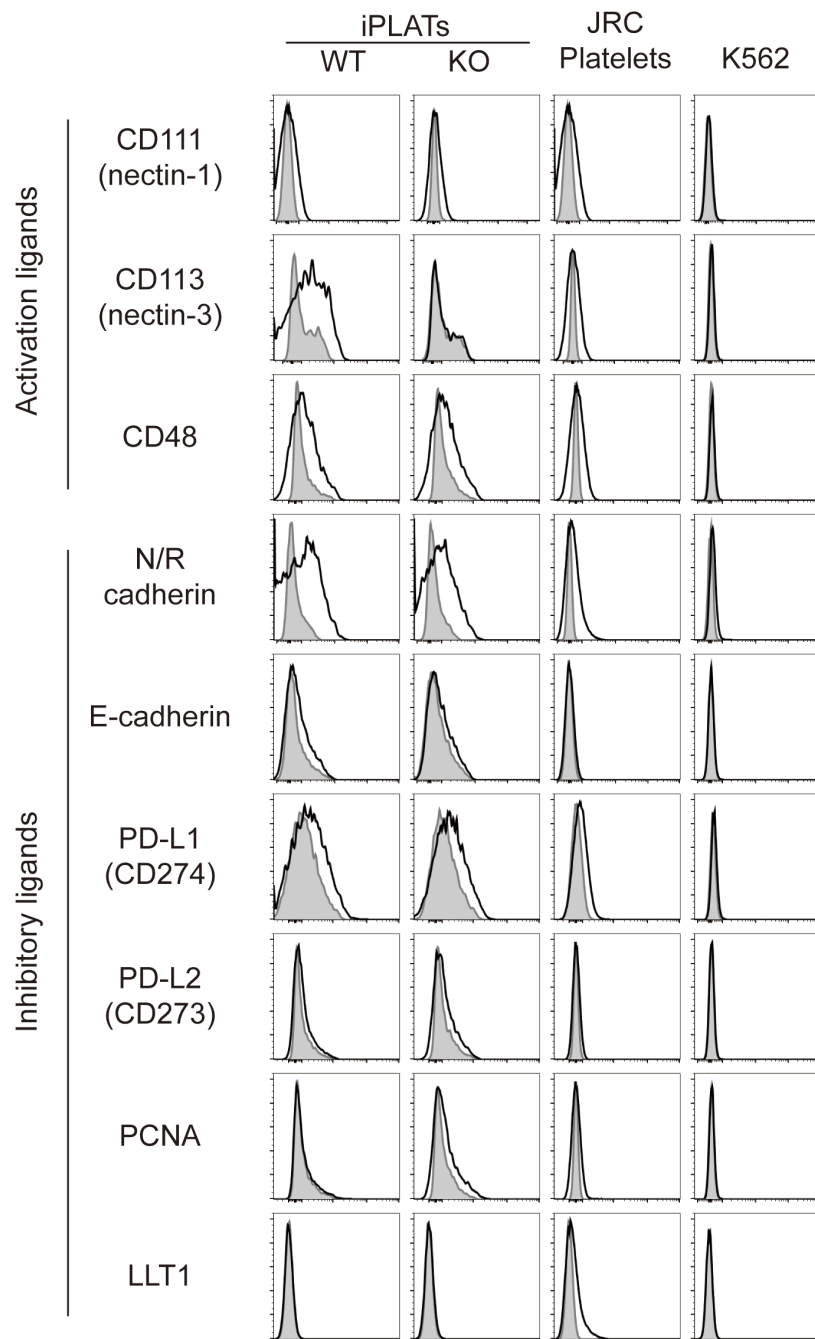 iPLATs
WT
KO
JRC
Platelets
K562
Activation ligands
CD111
(nectin-1)
CD113
(nectin-3)
CD48
Inhibitory ligands
N/R
cadherin
E-cadherin
PD-L1
(CD274)
PD-L2
(CD273)
PCNA
LLT1